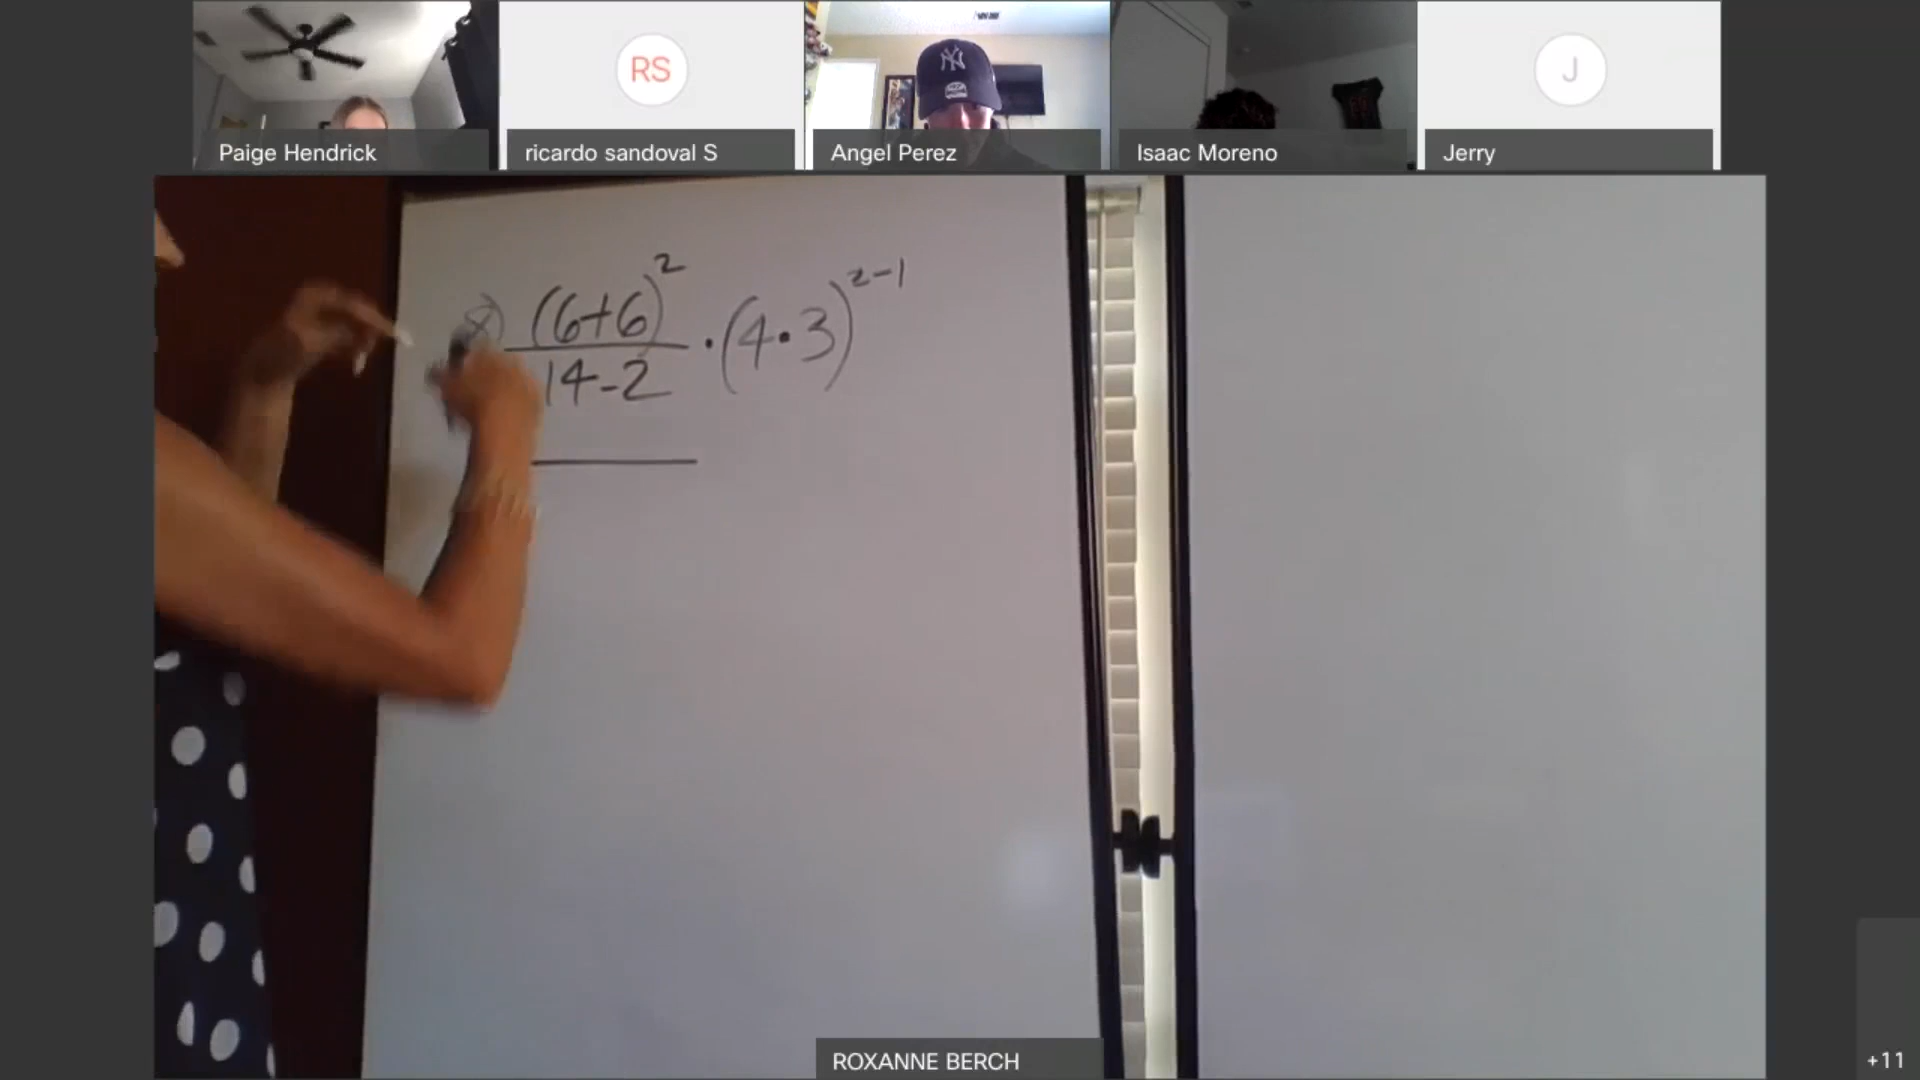 RS
J
Paige Hendrick
ricardo sandoval S
Angel Perez
Isaac Moreno
Jerry
8) (6+6)² / 14-2 · (4·3)²⁻¹
ROXANNE BERCH
+11